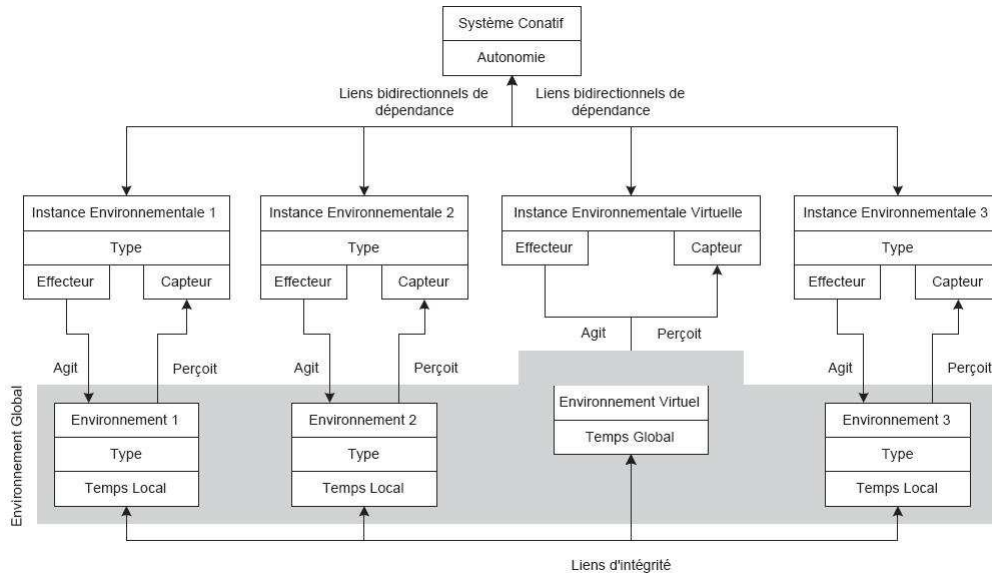 Système Conatif
Autonomie
Liens bidirectionnels de
dépendance
Liens bidirectionnels de
dépendance
Instance Environnementale 1
Type
Effecteur
Capteur
Instance Environnementale 2
Type
Effecteur
Capteur
Instance Environnementale Virtuelle
Effecteur
Capteur
Instance Environnementale 3
Type
Effecteur
Capteur
Agit
Perçoit
Agit
Perçoit
Agit
Perçoit
Agit
Perçoit
Environnement Global
Environnement 1
Type
Temps Local
Environnement 2
Type
Temps Local
Environnement Virtuel
Temps Global
Environnement 3
Type
Temps Local
Liens d'intégrité